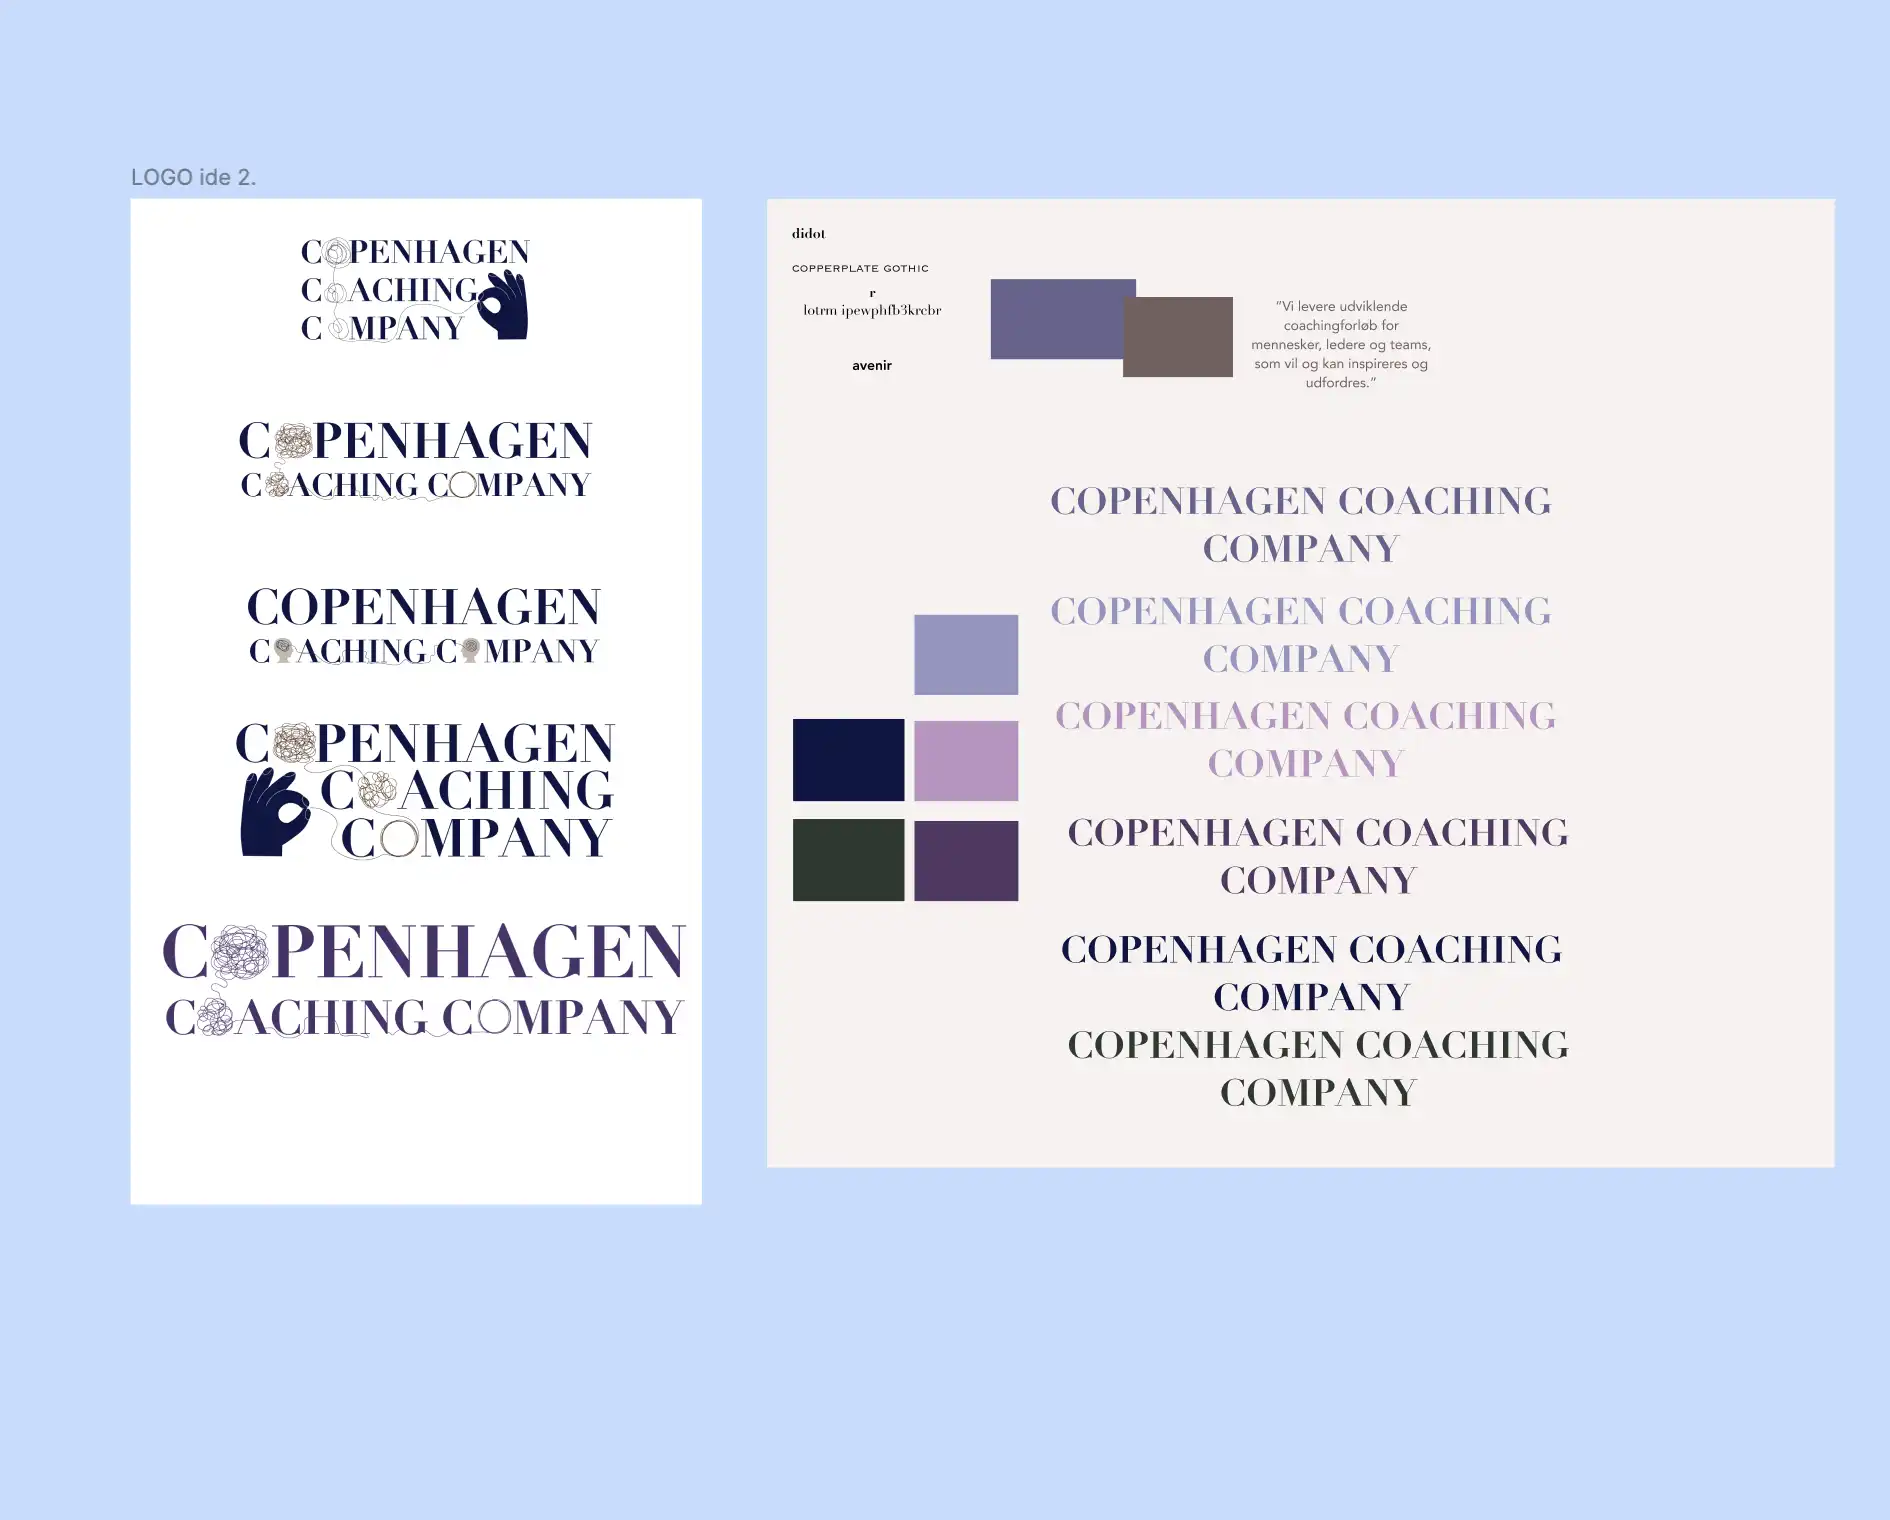 LOGO ide 2.
COPENHAGEN
COACHING
COMPANY
COPENHAGEN
COACHING COMPANY
COPENHAGEN
COACHING COMPANY
COPENHAGEN
COACHING
COMPANY
COPENHAGEN
COACHING COMPANY
didot
COPPERPLATE GOTHIC
r
lotrm ipewphfb3krcbr
avenir
”Vi levere udviklende
coachingforløb for
mennesker, ledere og teams,
som vil og kan inspireres og
udfordres.”
COPENHAGEN COACHING
COMPANY
COPENHAGEN COACHING
COMPANY
COPENHAGEN COACHING
COMPANY
COPENHAGEN COACHING
COMPANY
COPENHAGEN COACHING
COMPANY
COPENHAGEN COACHING
COMPANY